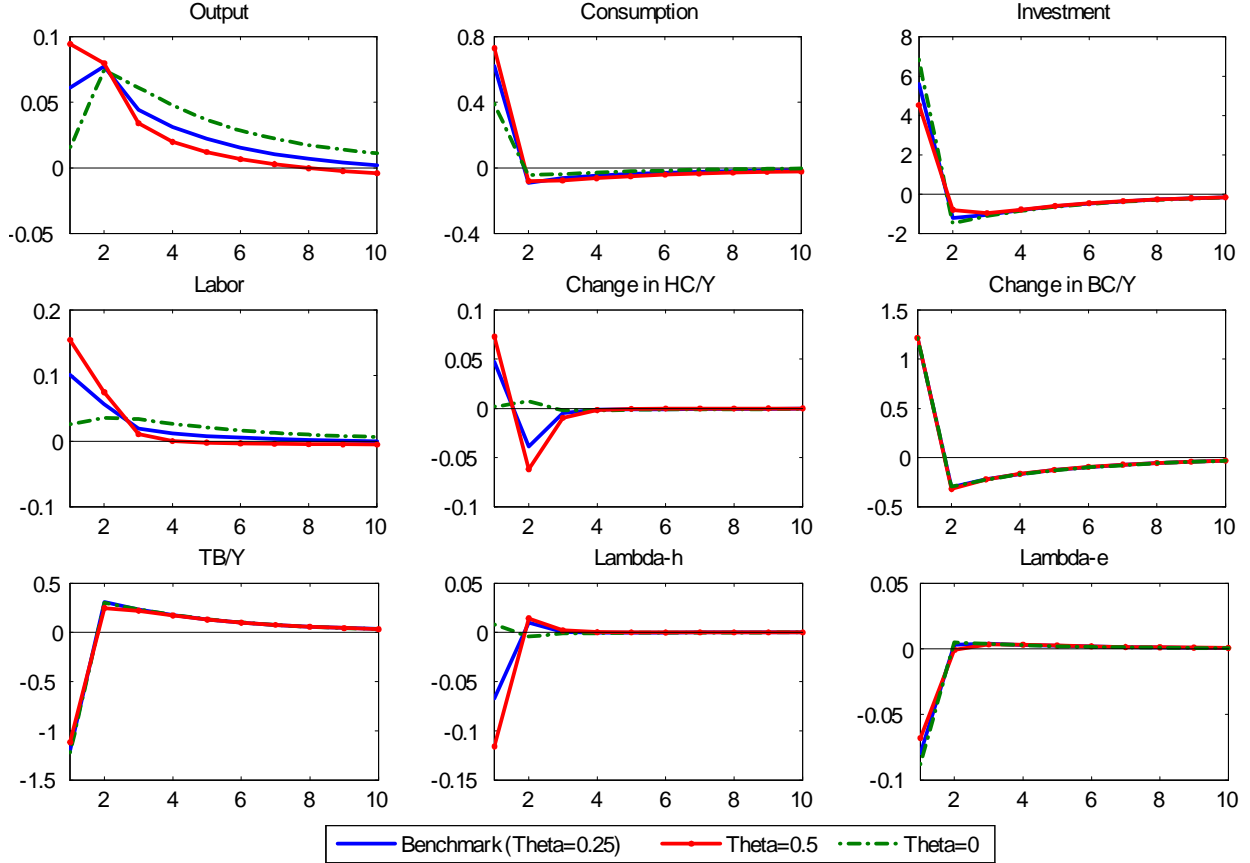 Output
Consumption
Investment
0.1
0.05
0
-0.05
2 4 6 8 10
0.8
0.4
0
-0.4
2 4 6 8 10
8
6
4
2
0
-2
2 4 6 8 10
Labor
Change in HC/Y
Change in BC/Y
0.2
0.1
0
-0.1
2 4 6 8 10
0.1
0.05
0
-0.05
-0.1
2 4 6 8 10
1.5
1
0.5
0
-0.5
2 4 6 8 10
TB/Y
Lambda-h
Lambda-e
0.5
0
-0.5
-1
-1.5
2 4 6 8 10
0.05
0
-0.05
-0.1
-0.15
2 4 6 8 10
0.05
0
-0.05
-0.1
2 4 6 8 10
Benchmark (Theta=0.25) Theta=0.5 Theta=0